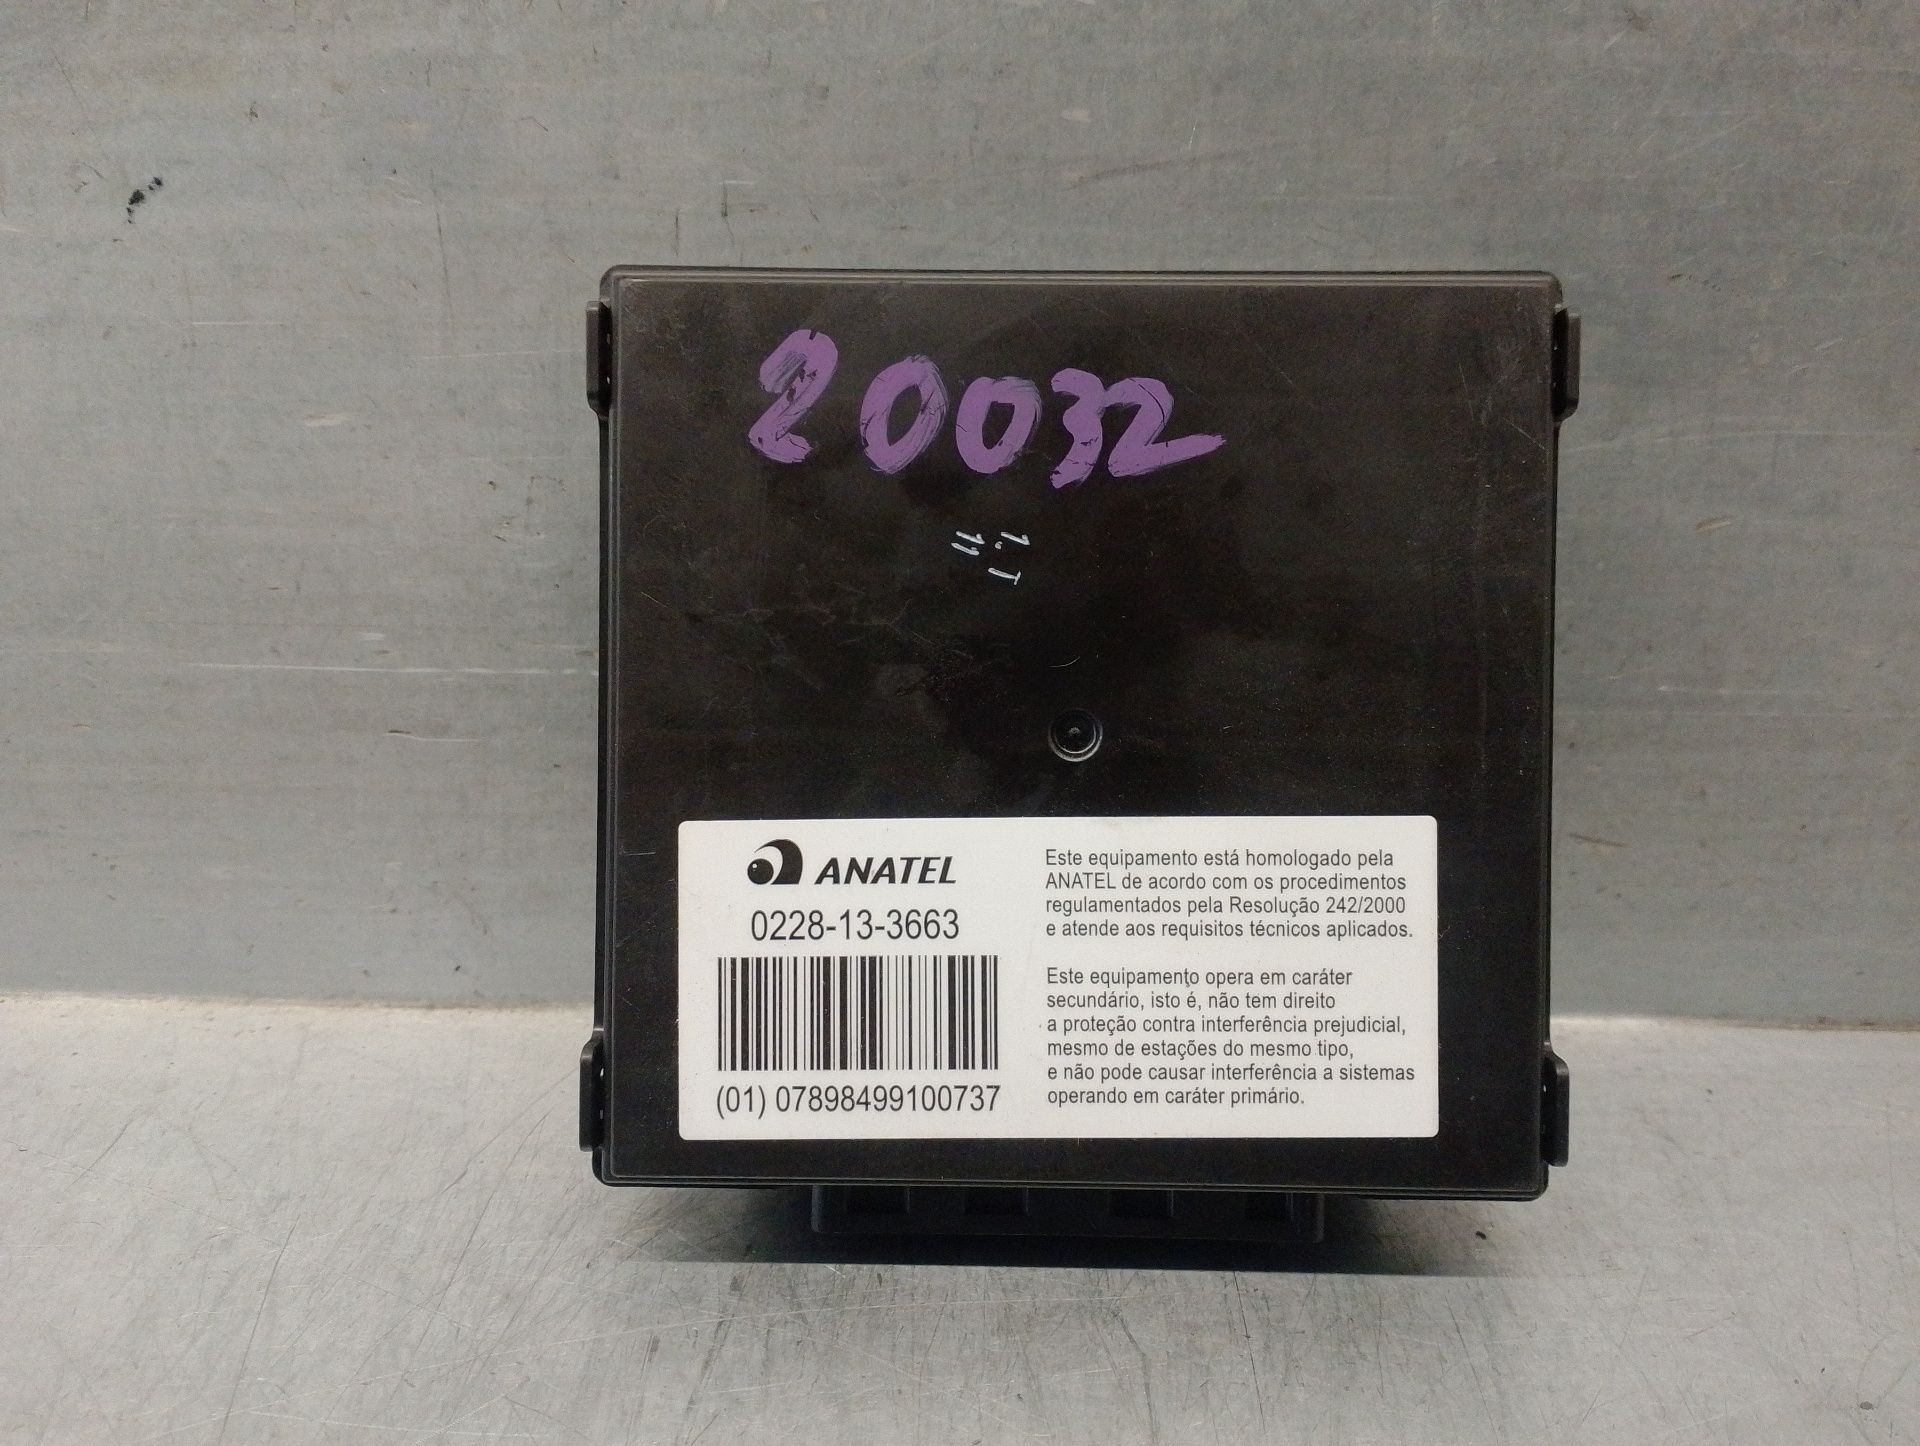 20032
ANATEL
0228-13-3663
(01) 07898499100737
Este equipamento está homologado pela
ANATEL de acordo com os procedimentos
regulamentados pela Resolução 242/2000
e atende aos requisitos técnicos aplicados.
Este equipamento opera em caráter
secundário, isto é, não tem direito
a proteção contra interferência prejudicial,
mesmo de estações do mesmo tipo,
e não pode causar interferência a sistemas
operando em caráter primário.